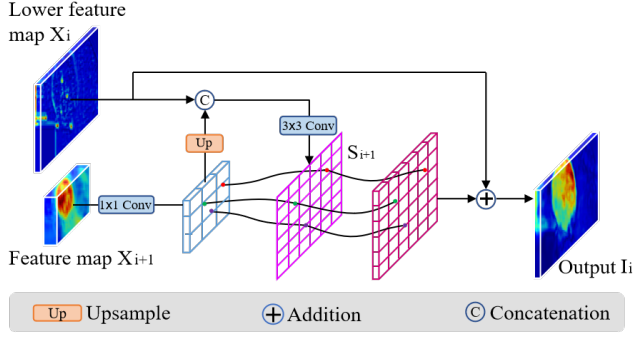 Lower feature
map Xi
C
3x3 Conv
Up
Si+1
1x1 Conv
Feature map Xi+1
Output Ii
Up Upsample
Addition
C Concatenation